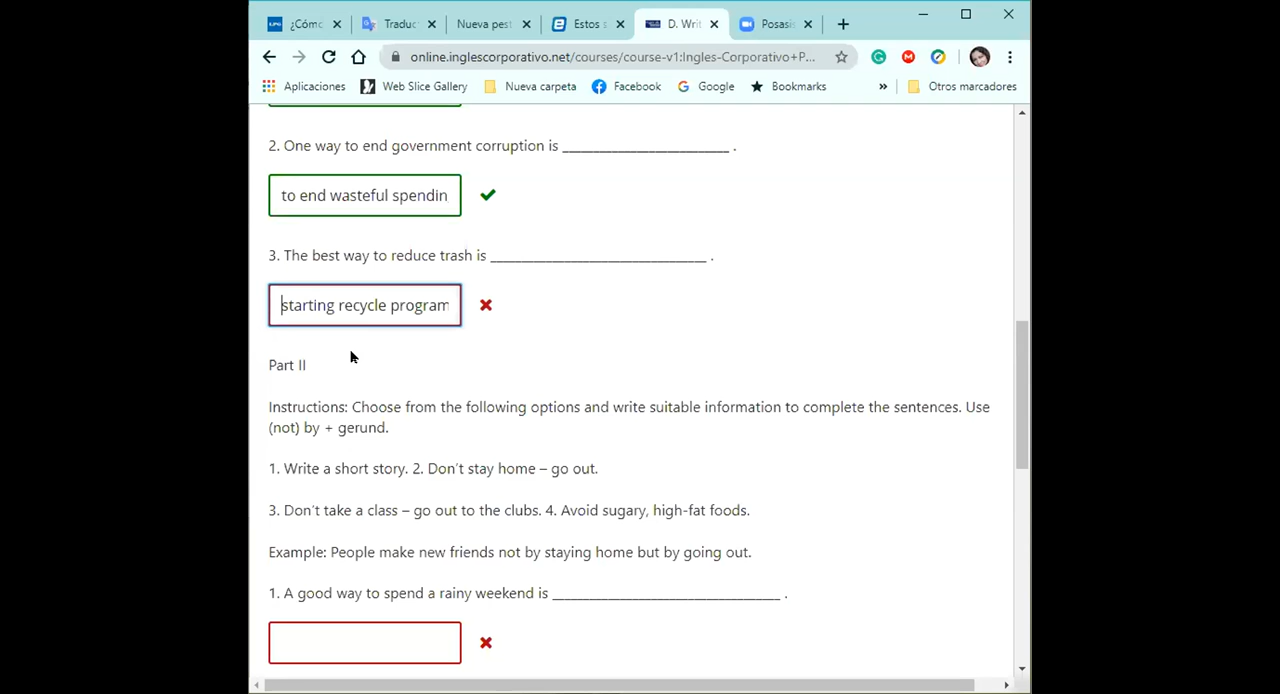 ¿Cómo
Traduc
Nueva pest
Estos s
D. Writ
Posasis
online.inglescorporativo.net/courses/course-v1:Ingles-Corporativo+P...
Aplicaciones
Web Slice Gallery
Nueva carpeta
Facebook
Google
Bookmarks
»
Otros marcadores
2. One way to end government corruption is _________________________ .
to end wasteful spendin
3. The best way to reduce trash is _______________________________ .
starting recycle program
Part II
Instructions: Choose from the following options and write suitable information to complete the sentences. Use
(not) by + gerund.
1. Write a short story. 2. Don´t stay home – go out.
3. Don´t take a class – go out to the clubs. 4. Avoid sugary, high-fat foods.
Example: People make new friends not by staying home but by going out.
1. A good way to spend a rainy weekend is _________________________________ .